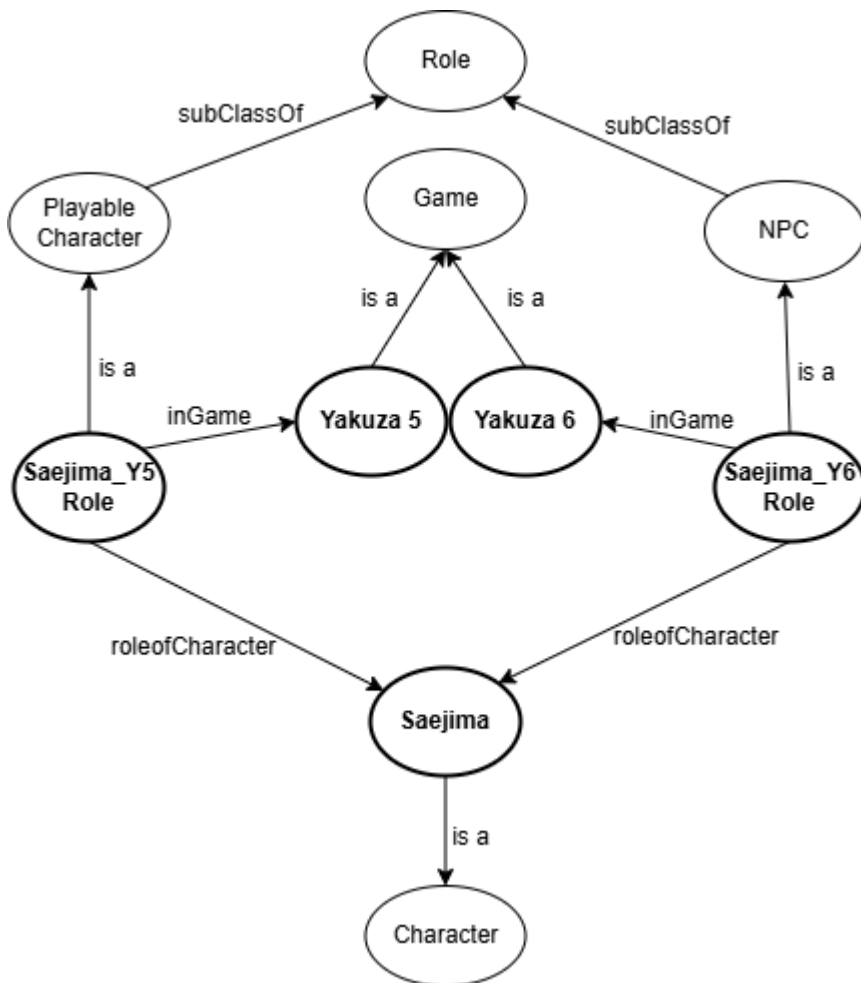 Role
subClassOf
subClassOf
Game
Playable
Character
NPC
is a
is a
is a
is a
inGame
Yakuza 5
Yakuza 6
inGame
Saejima_Y5
Role
Saejima_Y6
Role
roleofCharacter
roleofCharacter
Saejima
is a
Character